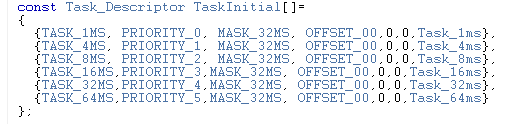 const Task_Descriptor TaskInitial[]=
{
{TASK_1MS, PRIORITY_0, MASK_32MS, OFFSET_00,0,0,Task_1ms},
{TASK_4MS, PRIORITY_1, MASK_32MS, OFFSET_00,0,0,Task_4ms},
{TASK_8MS, PRIORITY_2, MASK_32MS, OFFSET_00,0,0,Task_8ms},
{TASK_16MS,PRIORITY_3,MASK_32MS, OFFSET_00,0,0,Task_16ms},
{TASK_32MS,PRIORITY_4,MASK_32MS, OFFSET_00,0,0,Task_32ms},
{TASK_64MS,PRIORITY_5,MASK_32MS, OFFSET_00,0,0,Task_64ms}
};